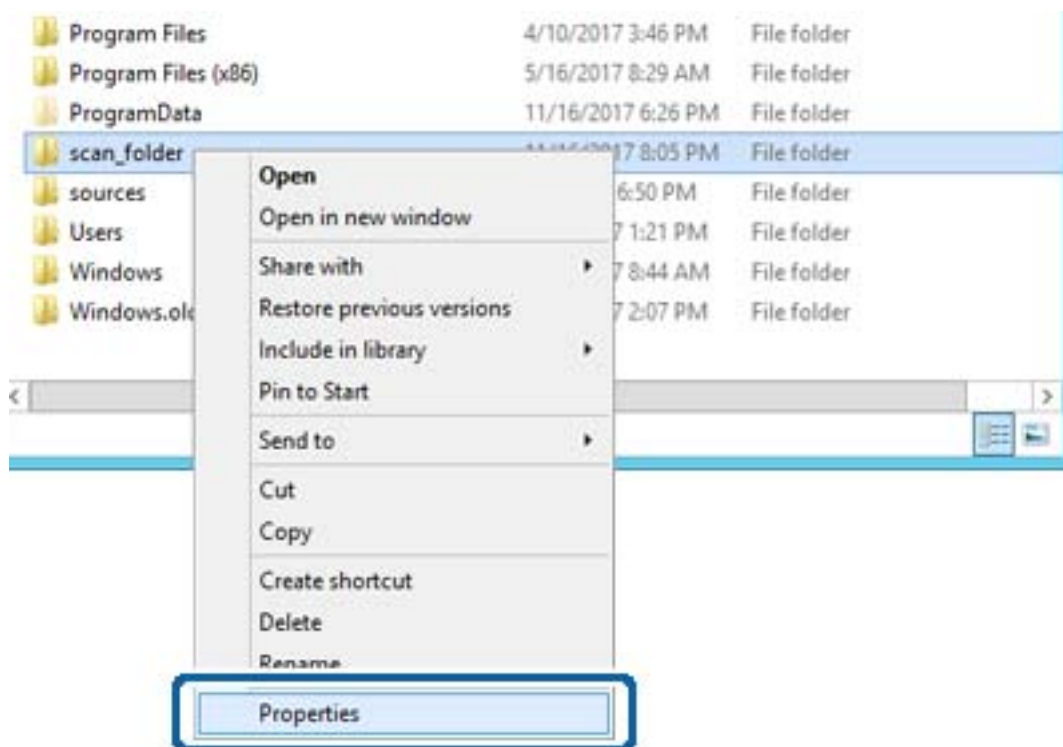 Program Files 4/10/2017 3:46 PM File folder
Program Files (x86) 5/16/2017 8:29 AM File folder
ProgramData 11/16/2017 6:26 PM File folder
scan_folder 17 8:05 PM File folder
sources 6:50 PM File folder
Users 7 1:21 PM File folder
Windows 7 8:44 AM File folder
Windows.old 7 2:07 PM File folder
Open
Open in new window
Share with
Restore previous versions
Include in library
Pin to Start
Send to
Cut
Copy
Create shortcut
Delete
Rename
Properties